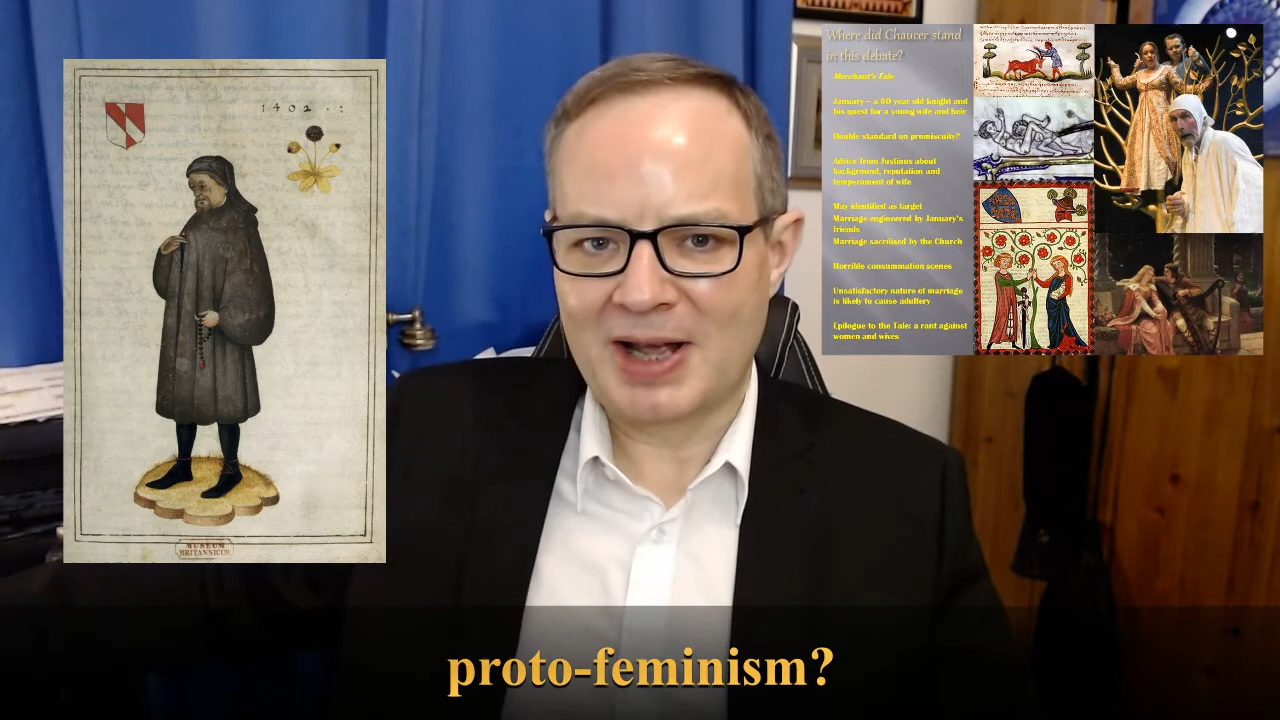 1402 . :
MUSEUM
BRITANNICUM
Where did Chaucer stand
in this debate?
Merchant's Tale
January – a 60 year old knight and
his quest for a young wife and heir
Double standard on promiscuity?
Advice from Justinus about
background, reputation and
temperament of wife
May identified as target
Marriage engineered by January's
friends
Marriage sacrilised by the Church
Horrible consummation scenes
Unsatisfactory nature of marriage
is likely to cause adultery
Epilogue to the Tale: a rant against
women and wives
proto-feminism?